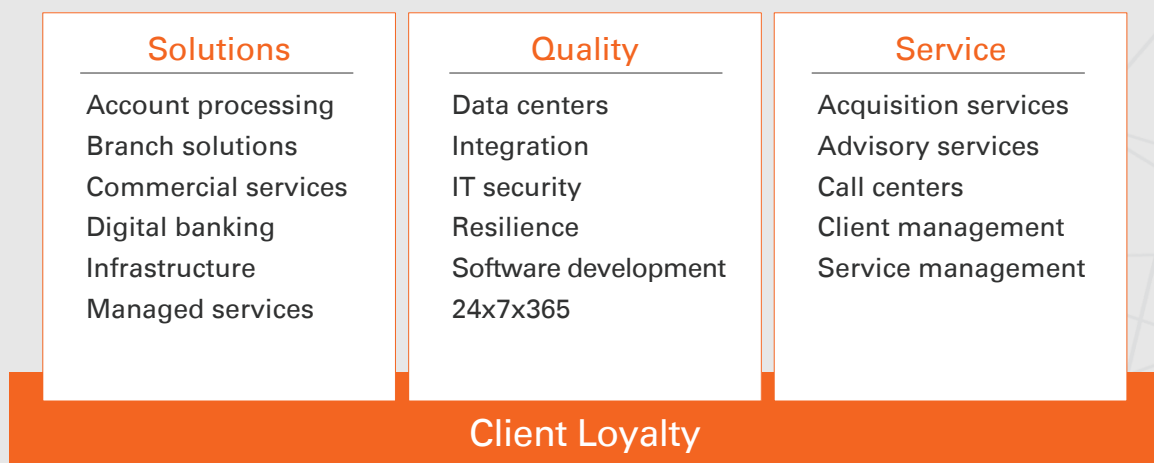 Solutions
Account processing
Branch solutions
Commercial services
Digital banking
Infrastructure
Managed services
Quality
Data centers
Integration
IT security
Resilience
Software development
24x7x365
Service
Acquisition services
Advisory services
Call centers
Client management
Service management
Client Loyalty